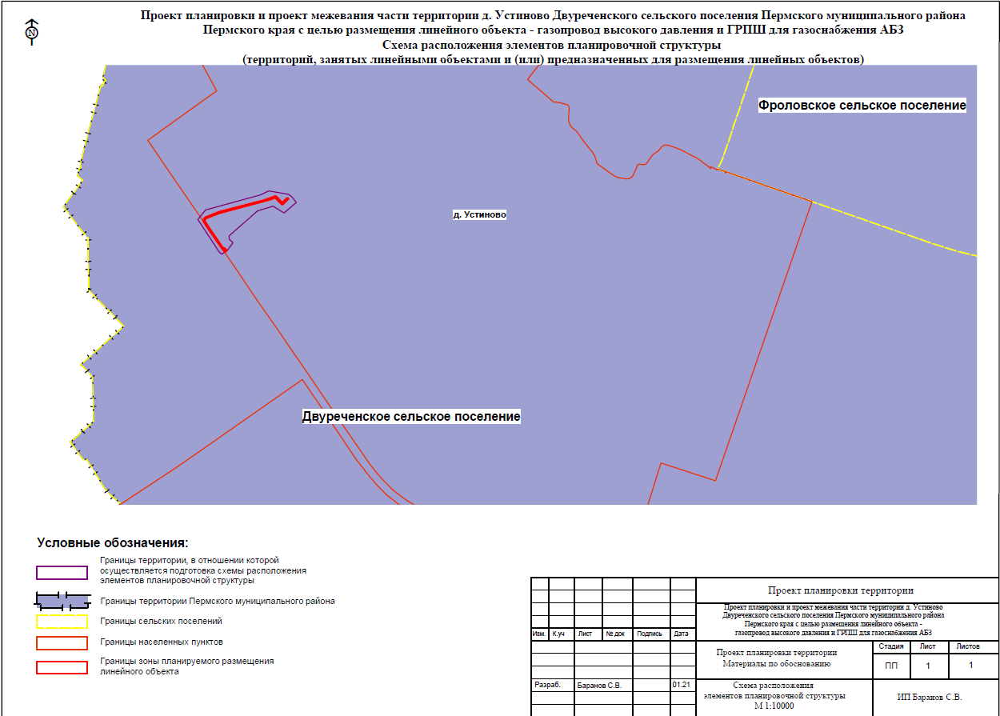 Проект планировки и проект межевания части территории д. Устиново Двуреченского сельского поселения Пермского муниципального района
Пермского края с целью размещения линейного объекта - газопровод высокого давления и ГРПШ для газоснабжения АБЗ
Схема расположения элементов планировочной структуры
(территорий, занятых линейными объектами и (или) предназначенных для размещения линейных объектов)
N
Фроловское сельское поселение
д. Устиново
Двуреченское сельское поселение
Условные обозначения:
Границы территории, в отношении которой
осуществляется подготовка схемы расположения
элементов планировочной структуры
Границы территории Пермского муниципального района
Границы сельских поселений
Границы населенных пунктов
Границы зоны планируемого размещения
линейного объекта
Проект планировки территории
Проект планировки и проект межевания части территории д. Устиново
Двуреченского сельского поселения Пермского муниципального района
Пермского края с целью размещения линейного объекта -
газопровод высокого давления и ГРПШ для газоснабжения АБЗ
Изм. К.уч Лист № док Подпись Дата
Проект планировки территории
Материалы по обоснованию
Стадия Лист Листов
ПП 1 1
Разраб. Баранов С.В. 01.21
Схема расположения
элементов планировочной структуры
М 1:10000
ИП Баранов С.В.